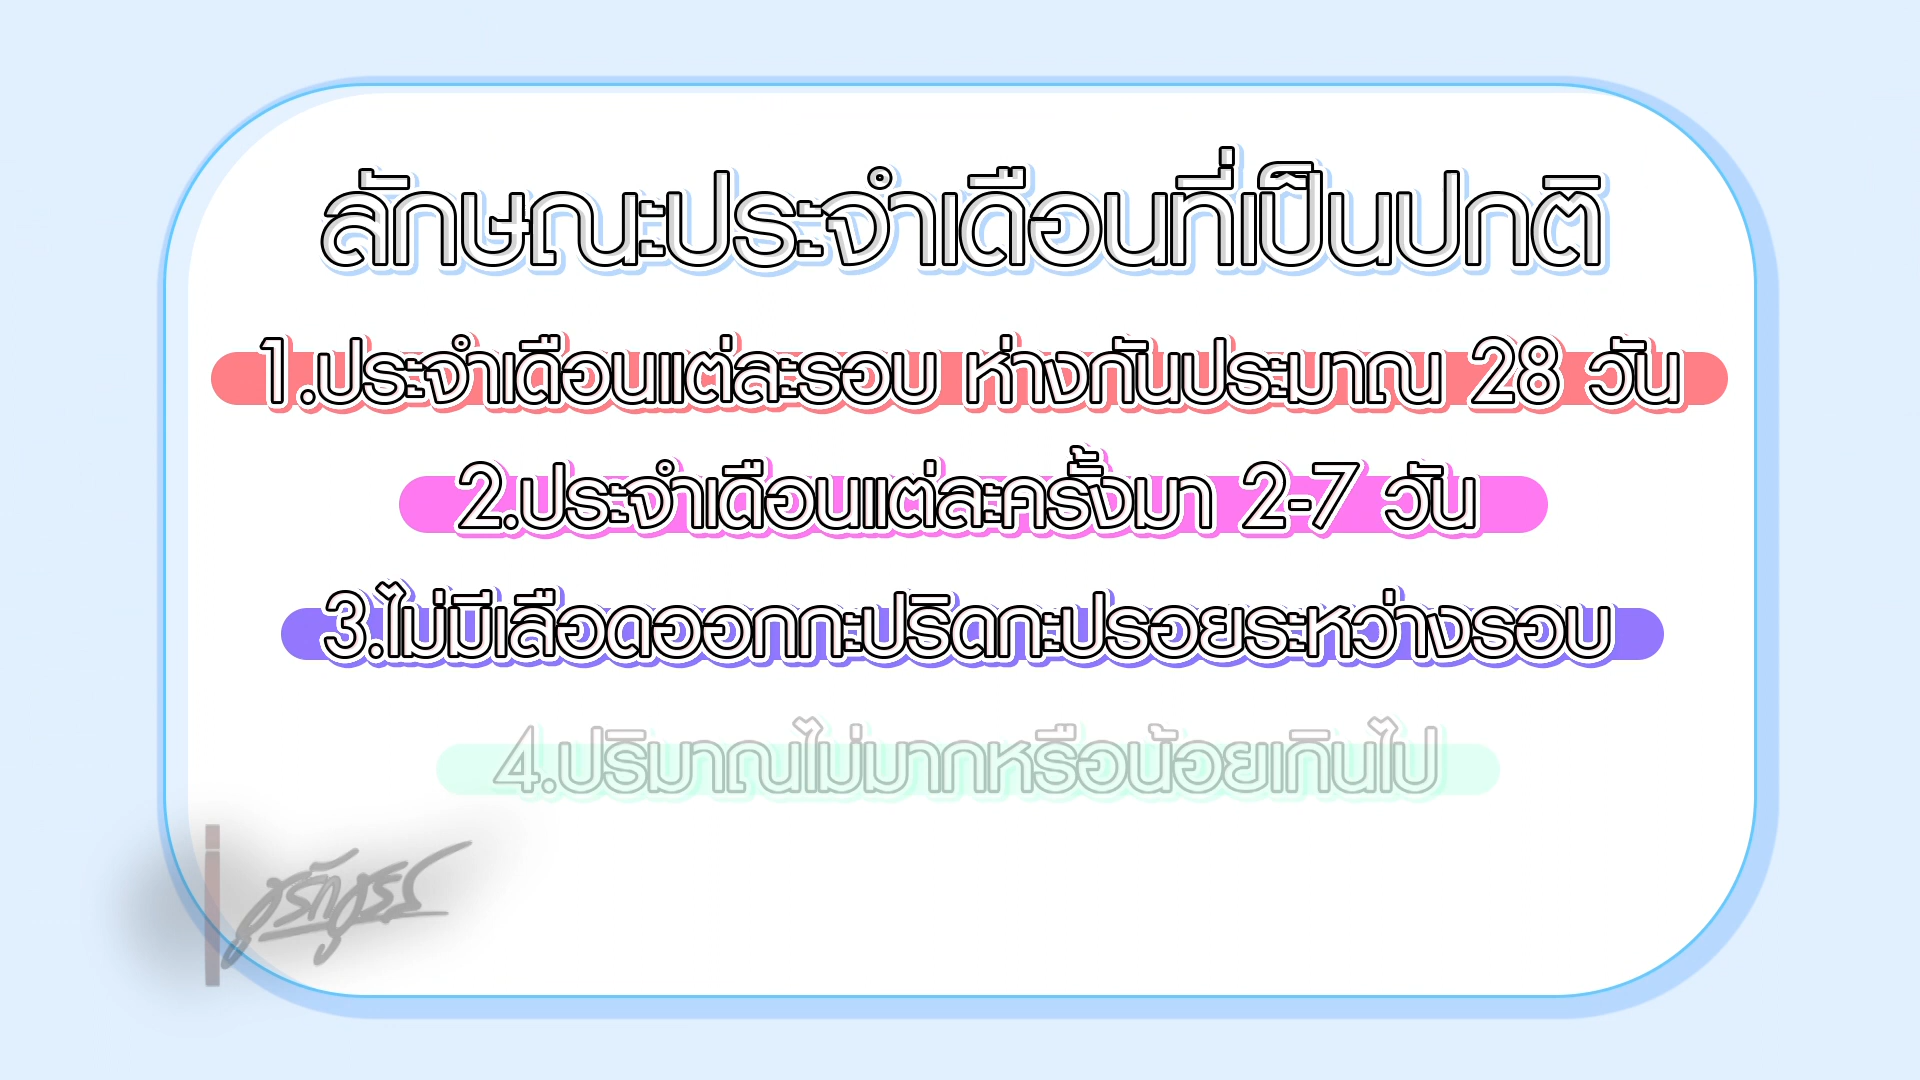 ลักษณะประจำเดือนที่เป็นปกติ
1.ประจำเดือนแต่ละรอบ ห่างกันประมาณ 28 วัน
2.ประจำเดือนแต่ละครั้งมา 2-7 วัน
3.ไม่มีเลือดออกกะปริดกะปรอยระหว่างรอบ
4.ปริมาณไม่มากหรือน้อยเกินไป